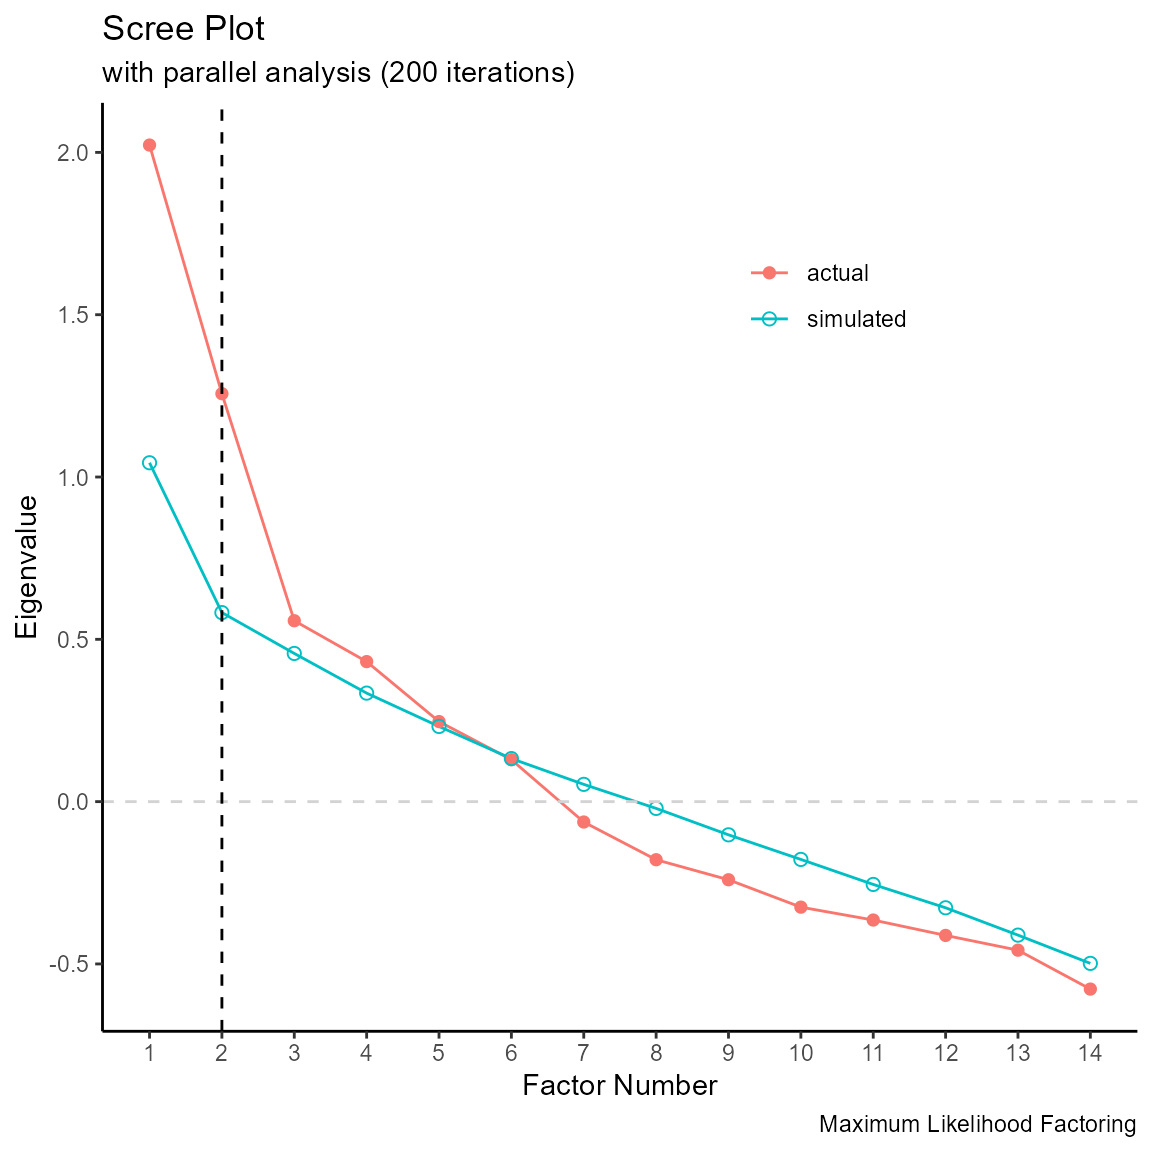 Scree Plot
with parallel analysis (200 iterations)
2.0
1.5
1.0
0.5
0.0
-0.5
Eigenvalue
actual
simulated
1 2 3 4 5 6 7 8 9 10 11 12 13 14
Factor Number
Maximum Likelihood Factoring